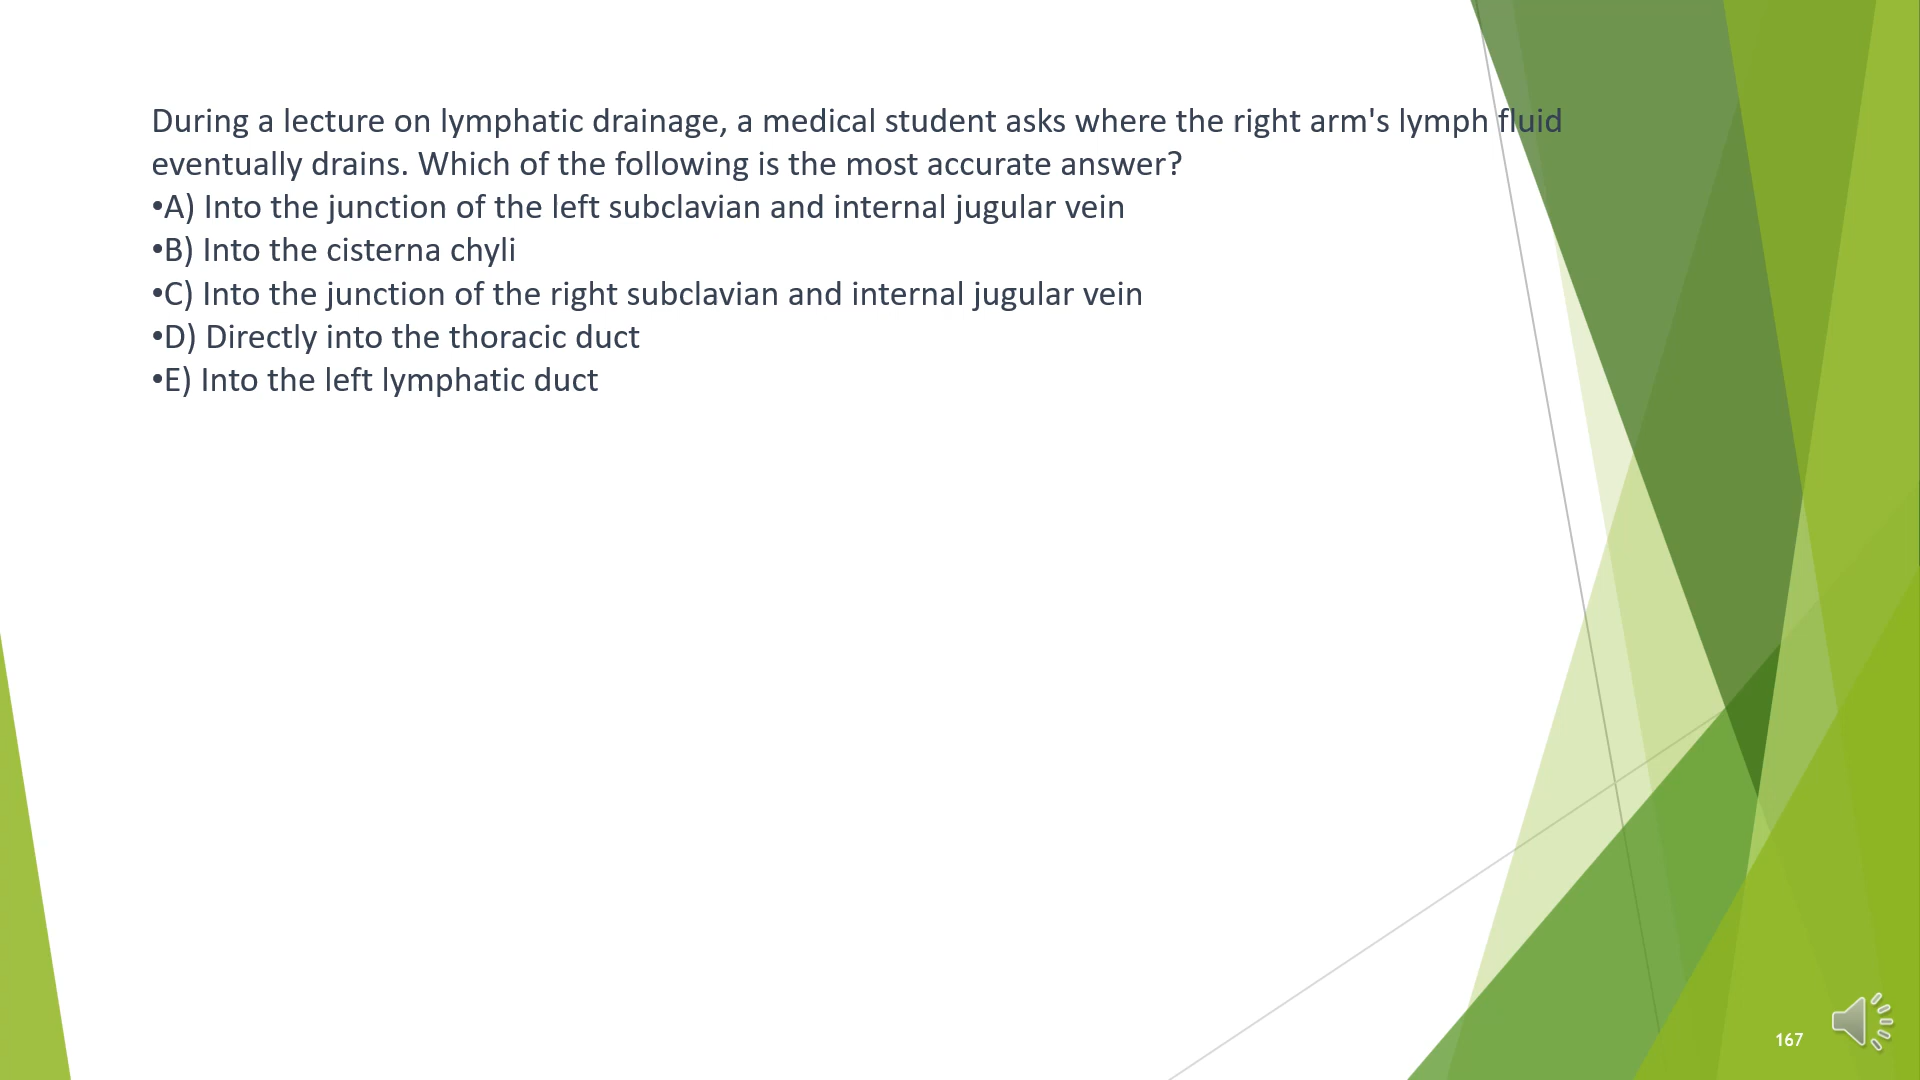 During a lecture on lymphatic drainage, a medical student asks where the right arm's lymph fluid
eventually drains. Which of the following is the most accurate answer?
•A) Into the junction of the left subclavian and internal jugular vein
•B) Into the cisterna chyli
•C) Into the junction of the right subclavian and internal jugular vein
•D) Directly into the thoracic duct
•E) Into the left lymphatic duct
167